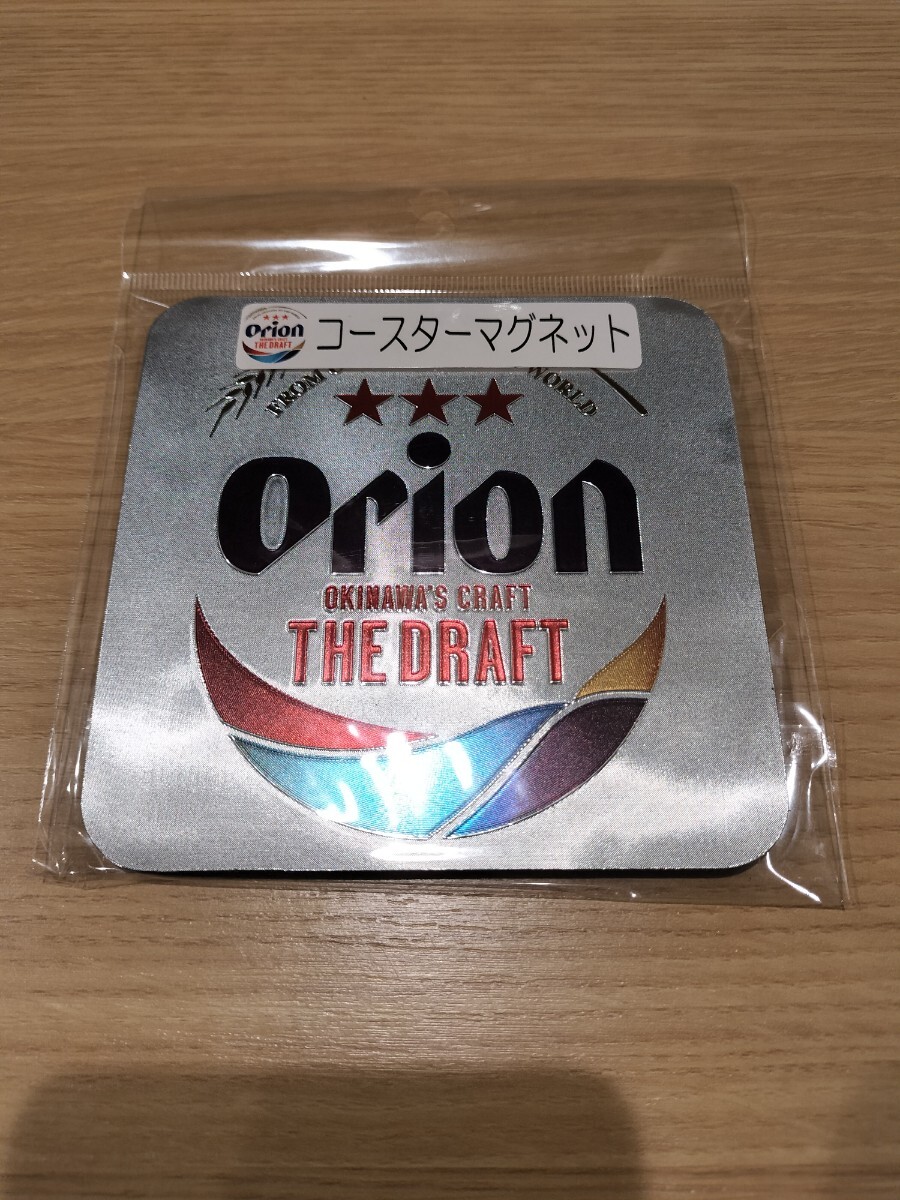 Orion
THE DRAFT
コースターマグネット
FROM
WORLD
Orion
OKINAWA'S CRAFT
THE DRAFT